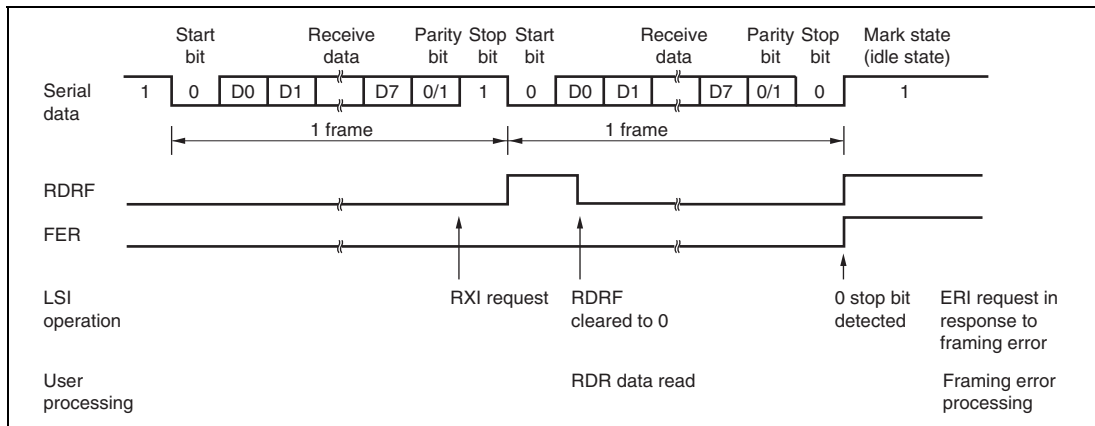 Start bit Receive data Parity bit Stop bit Start bit Receive data Parity bit Stop bit Mark state (idle state)
Serial data 1 0 D0 D1 D7 0/1 1 0 D0 D1 D7 0/1 0 1
1 frame 1 frame
RDRF
FER
LSI operation RXI request RDRF cleared to 0 0 stop bit detected ERI request in response to framing error
User processing RDR data read Framing error processing